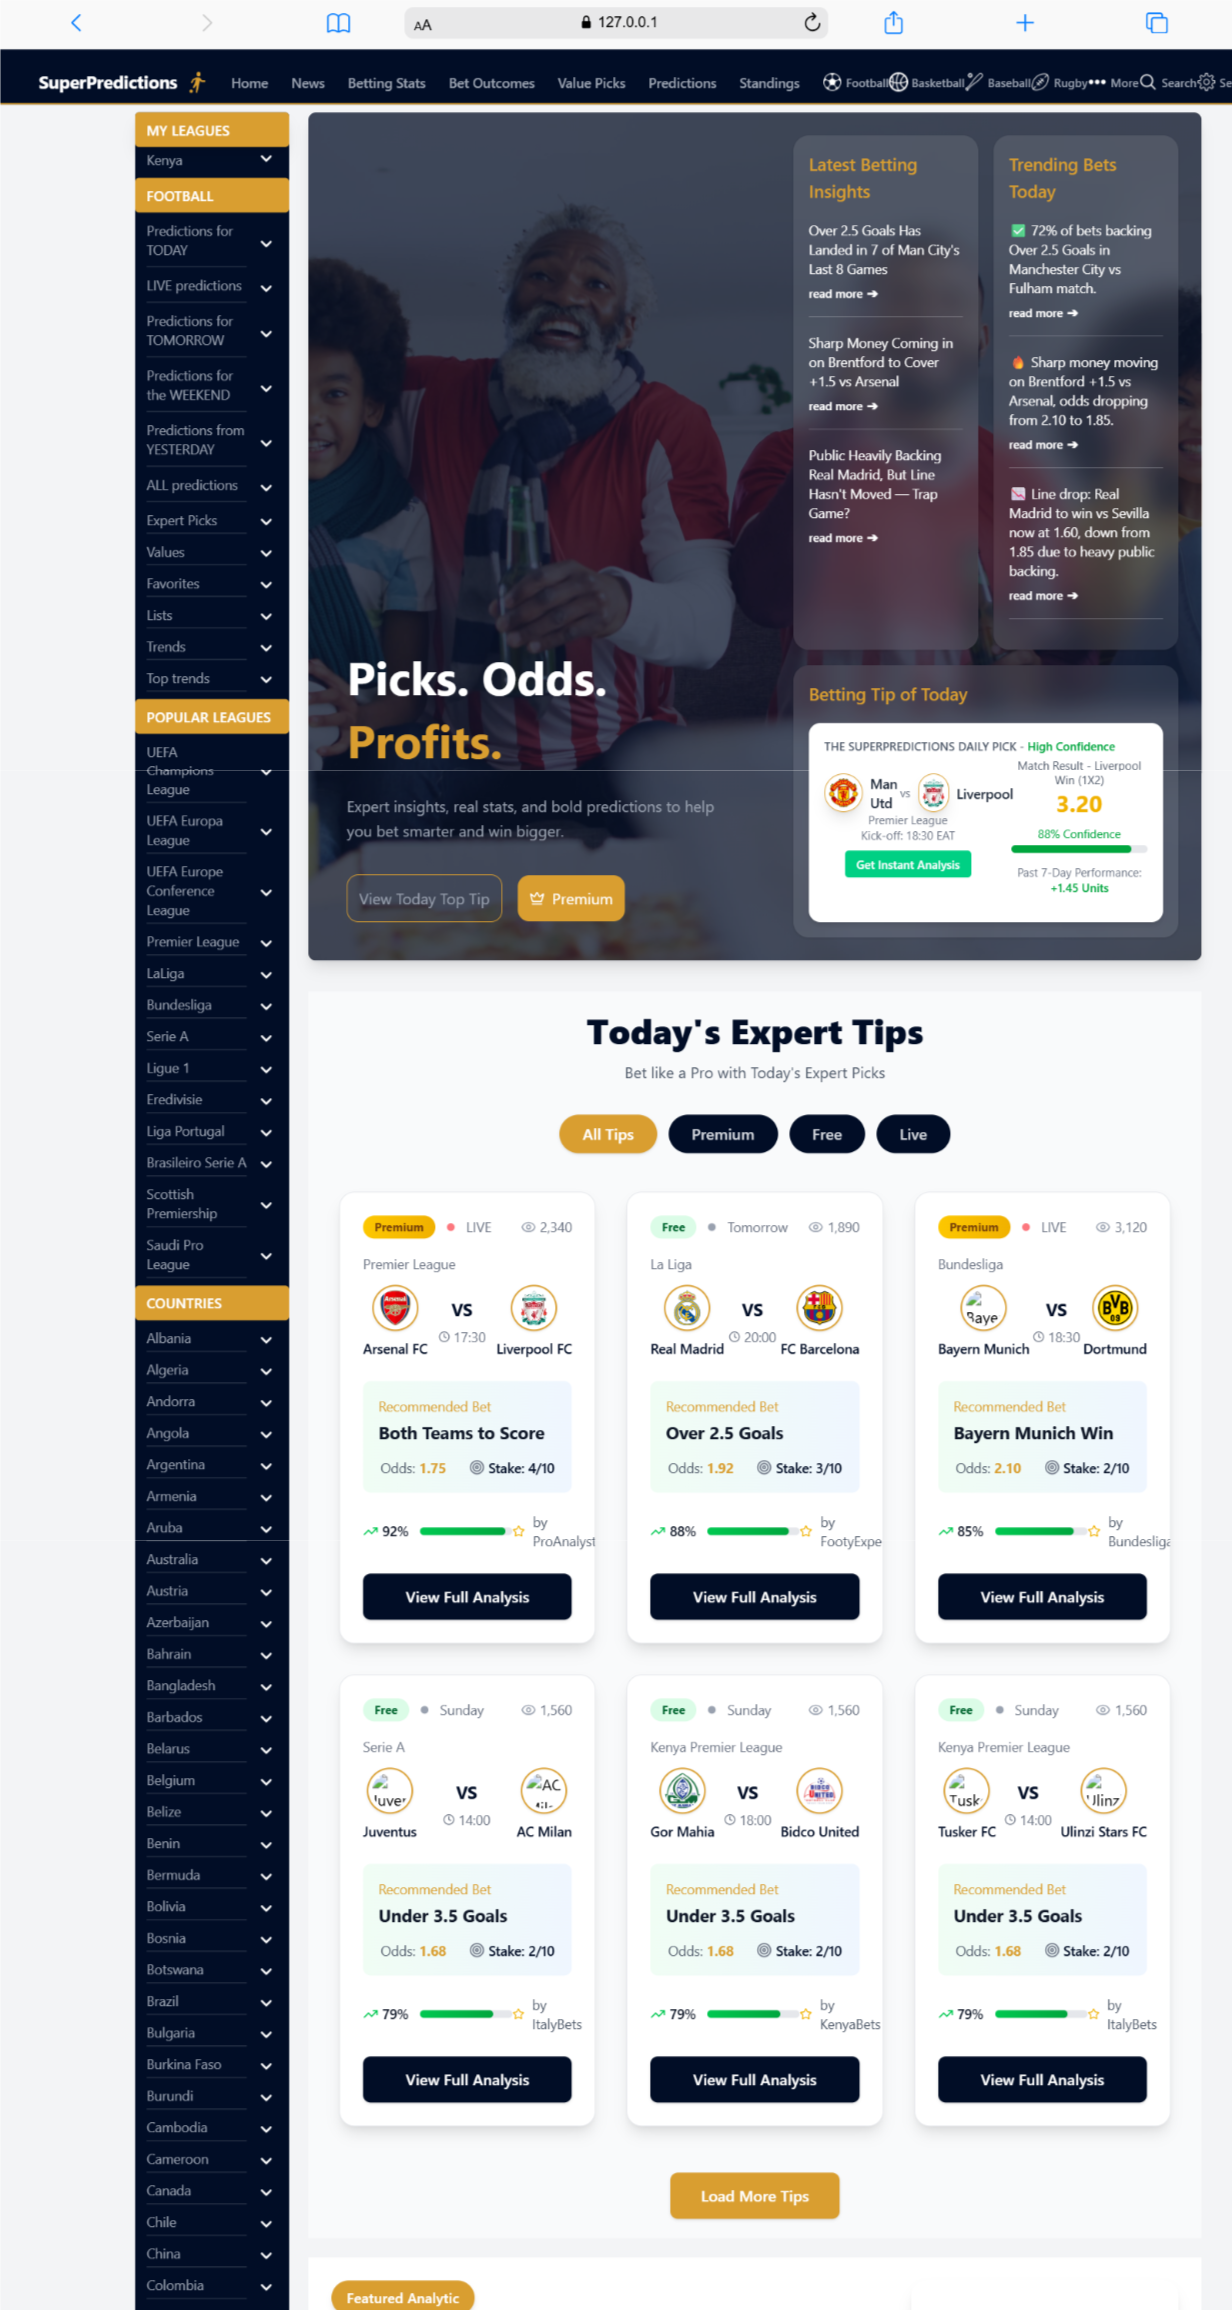 AA
127.0.0.1
SuperPredictions
Home
News
Betting Stats
Bet Outcomes
Value Picks
Predictions
Standings
Football
Basketball
Baseball
Rugby
More
Search
Se
MY LEAGUES
Kenya
FOOTBALL
Predictions for
TODAY
LIVE predictions
Predictions for
TOMORROW
Predictions for
the WEEKEND
Predictions from
YESTERDAY
ALL predictions
Expert Picks
Values
Favorites
Lists
Trends
Top trends
POPULAR LEAGUES
UEFA
Champions
League
UEFA Europa
League
UEFA Europe
Conference
League
Premier League
LaLiga
Bundesliga
Serie A
Ligue 1
Eredivisie
Liga Portugal
Brasileiro Serie A
Scottish
Premiership
Saudi Pro
League
COUNTRIES
Albania
Algeria
Andorra
Angola
Argentina
Armenia
Aruba
Australia
Austria
Azerbaijan
Bahrain
Bangladesh
Barbados
Belarus
Belgium
Belize
Benin
Bermuda
Bolivia
Bosnia
Botswana
Brazil
Bulgaria
Burkina Faso
Burundi
Cambodia
Cameroon
Canada
Chile
China
Colombia
Picks. Odds.
Profits.
Expert insights, real stats, and bold predictions to help
you bet smarter and win bigger.
View Today Top Tip
Premium
Latest Betting
Insights
Over 2.5 Goals Has
Landed in 7 of Man City's
Last 8 Games
read more ➔
Sharp Money Coming in
on Brentford to Cover
+1.5 vs Arsenal
read more ➔
Public Heavily Backing
Real Madrid, But Line
Hasn't Moved — Trap
Game?
read more ➔
Trending Bets
Today
✅ 72% of bets backing
Over 2.5 Goals in
Manchester City vs
Fulham match.
read more ➔
🔥 Sharp money moving
on Brentford +1.5 vs
Arsenal, odds dropping
from 2.10 to 1.85.
read more ➔
📉 Line drop: Real
Madrid to win vs Sevilla
now at 1.60, down from
1.85 due to heavy public
backing.
read more ➔
Betting Tip of Today
THE SUPERPREDICTIONS DAILY PICK - High Confidence
Man
Utd
vs
Liverpool
Premier League
Kick-off: 18:30 EAT
Get Instant Analysis
Match Result - Liverpool
Win (1X2)
3.20
88% Confidence
Past 7-Day Performance:
+1.45 Units
Today's Expert Tips
Bet like a Pro with Today's Expert Picks
All Tips
Premium
Free
Live
Premium
LIVE
2,340
Premier League
Arsenal
VS
17:30
Arsenal FC
Liverpool FC
Recommended Bet
Both Teams to Score
Odds: 1.75
Stake: 4/10
92%
by
ProAnalyst
View Full Analysis
Free
Tomorrow
1,890
La Liga
VS
20:00
Real Madrid
FC Barcelona
Recommended Bet
Over 2.5 Goals
Odds: 1.92
Stake: 3/10
88%
by
FootyExpe
View Full Analysis
Premium
LIVE
3,120
Bundesliga
Baye
VS
BVB
09
18:30
Bayern Munich
Dortmund
Recommended Bet
Bayern Munich Win
Odds: 2.10
Stake: 2/10
85%
by
Bundesliga
View Full Analysis
Free
Sunday
1,560
Serie A
VS
AC
14:00
Juventus
AC Milan
Recommended Bet
Under 3.5 Goals
Odds: 1.68
Stake: 2/10
79%
by
ItalyBets
View Full Analysis
Free
Sunday
1,560
Kenya Premier League
VS
18:00
Gor Mahia
Bidco United
Recommended Bet
Under 3.5 Goals
Odds: 1.68
Stake: 2/10
79%
by
KenyaBets
View Full Analysis
Free
Sunday
1,560
Kenya Premier League
Tusk
VS
14:00
Tusker FC
Ulinzi Stars FC
Recommended Bet
Under 3.5 Goals
Odds: 1.68
Stake: 2/10
79%
by
ItalyBets
View Full Analysis
Load More Tips
Featured Analytic